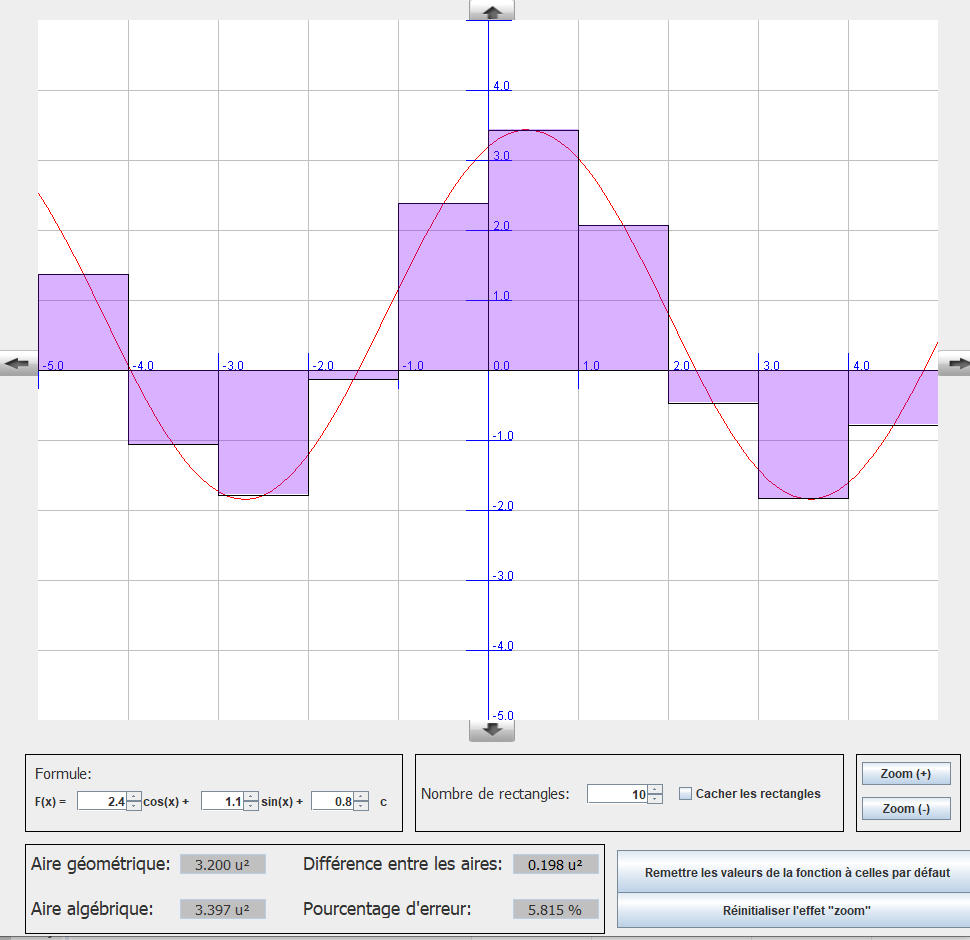 4.0
3.0
2.0
1.0
-5.0 -4.0 -3.0 -2.0 -1.0 0.0 1.0 2.0 3.0 4.0
-1.0
-2.0
-3.0
-4.0
-5.0
Formule:
F(x) = 2.4 cos(x) + 1.1 sin(x) + 0.8 c
Nombre de rectangles: 10 Cacher les rectangles
Zoom (+)
Zoom (-)
Aire géométrique: 3.200 u² Différence entre les aires: 0.198 u²
Aire algébrique: 3.397 u² Pourcentage d'erreur: 5.815 %
Remettre les valeurs de la fonction à celles par défaut
Réinitialiser l'effet "zoom"